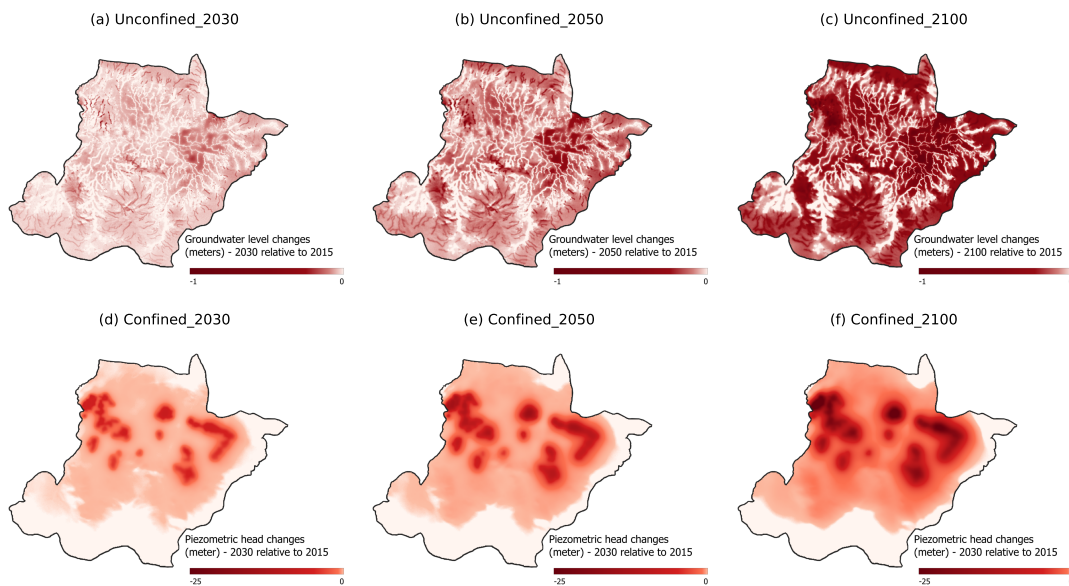 (a) Unconfined_2030
(b) Unconfined_2050
(c) Unconfined_2100
Groundwater level changes
(meters) - 2030 relative to 2015
-1
0
Groundwater level changes
(meters) - 2050 relative to 2015
-1
0
Groundwater level changes
(meters) - 2100 relative to 2015
-1
(d) Confined_2030
(e) Confined_2050
(f) Confined_2100
Piezometric head changes
(meter) - 2030 relative to 2015
-25
0
Piezometric head changes
(meter) - 2030 relative to 2015
-25
0
Piezometric head changes
(meter) - 2030 relative to 2015
-25